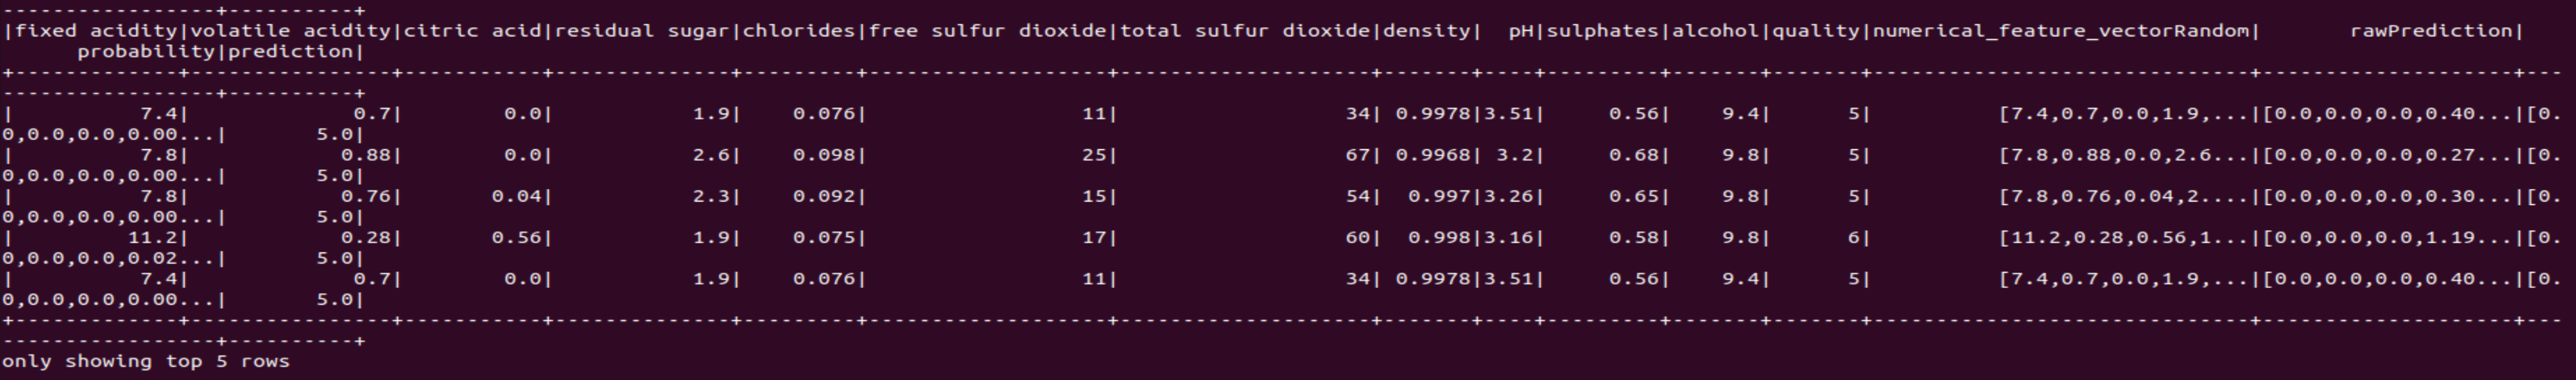 -----------------+----------+
|fixed acidity|volatile acidity|citric acid|residual sugar|chlorides|free sulfur dioxide|total sulfur dioxide|density|  pH|sulphates|alcohol|quality|numerical_feature_vectorRandom|       rawPrediction|
      probability|prediction|
+-------------+----------------+-----------+--------------+---------+-------------------+--------------------+-------+----+---------+-------+-------+------------------------------+--------------------+---
-----------------+----------+
|          7.4|             0.7|        0.0|           1.9|    0.076|                 11|                  34| 0.9978|3.51|     0.56|    9.4|      5|          [7.4,0.7,0.0,1.9,...|[0.0,0.0,0.0,0.40...|[0.
0,0.0,0.0,0.00...|       5.0|
|          7.8|            0.88|        0.0|           2.6|    0.098|                 25|                  67| 0.9968| 3.2|     0.68|    9.8|      5|          [7.8,0.88,0.0,2.6...|[0.0,0.0,0.0,0.27...|[0.
0,0.0,0.0,0.00...|       5.0|
|          7.8|            0.76|       0.04|           2.3|    0.092|                 15|                  54|  0.997|3.26|     0.65|    9.8|      5|          [7.8,0.76,0.04,2....|[0.0,0.0,0.0,0.30...|[0.
0,0.0,0.0,0.00...|       5.0|
|         11.2|            0.28|       0.56|           1.9|    0.075|                 17|                  60|  0.998|3.16|     0.58|    9.8|      6|          [11.2,0.28,0.56,1...|[0.0,0.0,0.0,1.19...|[0.
0,0.0,0.0,0.02...|       5.0|
|          7.4|             0.7|        0.0|           1.9|    0.076|                 11|                  34| 0.9978|3.51|     0.56|    9.4|      5|          [7.4,0.7,0.0,1.9,...|[0.0,0.0,0.0,0.40...|[0.
0,0.0,0.0,0.00...|       5.0|
+-------------+----------------+-----------+--------------+---------+-------------------+--------------------+-------+----+---------+-------+-------+------------------------------+--------------------+---
-----------------+----------+
only showing top 5 rows